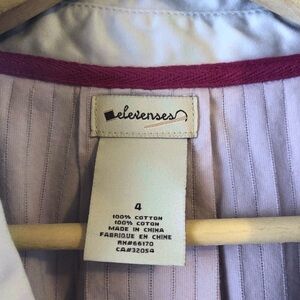 elevenses
4
100% COTTON
100% COTON
MADE IN CHINA
FABRIQUE EN CHINE
RN#66170
CA#32054